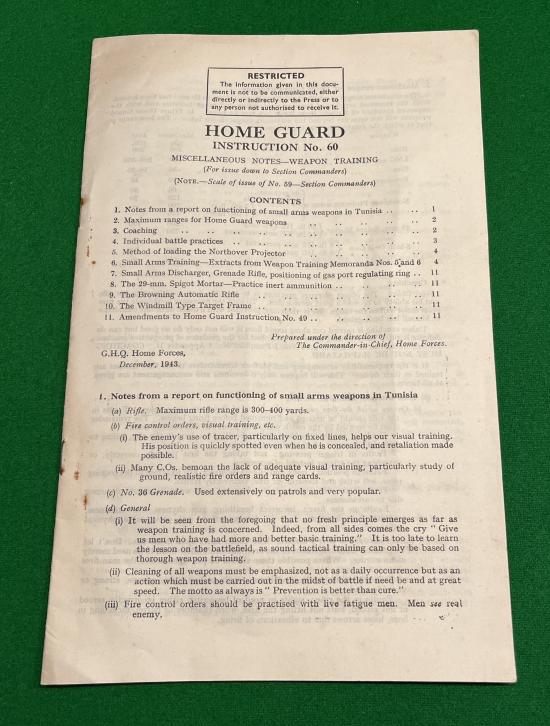 RESTRICTED
The information given in this docu-
ment is not to be communicated, either
directly or indirectly to the Press or to
any person not authorised to receive it.
HOME GUARD
INSTRUCTION No. 60
MISCELLANEOUS NOTES—WEAPON TRAINING
(For issue down to Section Commanders)
(NOTE.—Scale of issue of No. 59—Section Commanders)
CONTENTS
1. Notes from a report on functioning of small arms weapons in Tunisia .. .. 1
2. Maximum ranges for Home Guard weapons .. .. .. .. 2
3. Coaching .. .. .. .. .. .. .. .. 2
4. Individual battle practices .. .. .. .. .. .. 3
5. Method of loading the Northover Projector .. .. .. .. 4
6. Small Arms Training—Extracts from Weapon Training Memoranda Nos. 5 and 6 4
7. Small Arms Discharger, Grenade Rifle, positioning of gas port regulating ring .. 11
8. The 29-mm. Spigot Mortar—Practice inert ammunition .. .. .. 11
9. The Browning Automatic Rifle .. .. .. .. .. 11
10. The Windmill Type Target Frame .. .. .. .. .. 11
11. Amendments to Home Guard Instruction No. 49 .. .. .. .. 11
Prepared under the direction of
The Commander-in-Chief, Home Forces.
G.H.Q. Home Forces,
December, 1943.
1. Notes from a report on functioning of small arms weapons in Tunisia
(a) Rifle. Maximum rifle range is 300-400 yards.
(b) Fire control orders, visual training, etc.
(i) The enemy's use of tracer, particularly on fixed lines, helps our visual training.
His position is quickly spotted even when he is concealed, and retaliation made
possible.
(ii) Many C.Os. bemoan the lack of adequate visual training, particularly study of
ground, realistic fire orders and range cards.
(c) No. 36 Grenade. Used extensively on patrols and very popular.
(d) General
(i) It will be seen from the foregoing that no fresh principle emerges as far as
weapon training is concerned. Indeed, from all sides comes the cry " Give
us men who have had more and better basic training." It is too late to learn
the lesson on the battlefield, as sound tactical training can only be based on
thorough weapon training.
(ii) Cleaning of all weapons must be emphasized, not as a daily occurrence but as an
action which must be carried out in the midst of battle if need be and at great
speed. The motto as always is " Prevention is better than cure."
(iii) Fire control orders should be practised with live fatigue men. Men see real
enemy.